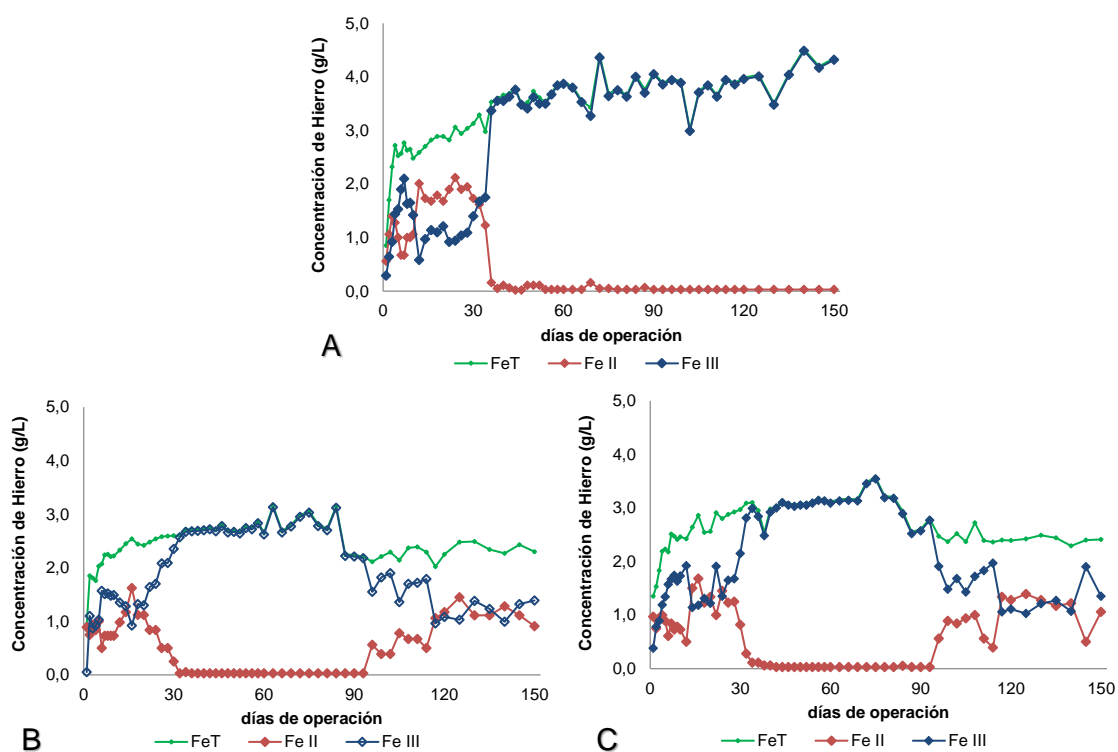 Concentración de Hierro (g/L)
5,0
4,0
3,0
2,0
1,0
0,0
0 30 60 90 120 150
días de operación
A
FeT Fe II Fe III
Concentración de Hierro (g/L)
5,0
4,0
3,0
2,0
1,0
0,0
0 30 60 90 120 150
días de operación
B
FeT Fe II Fe III
Concentración de Hierro (g/L)
5,0
4,0
3,0
2,0
1,0
0,0
0 30 60 90 120 150
días de operación
C
FeT Fe II Fe III